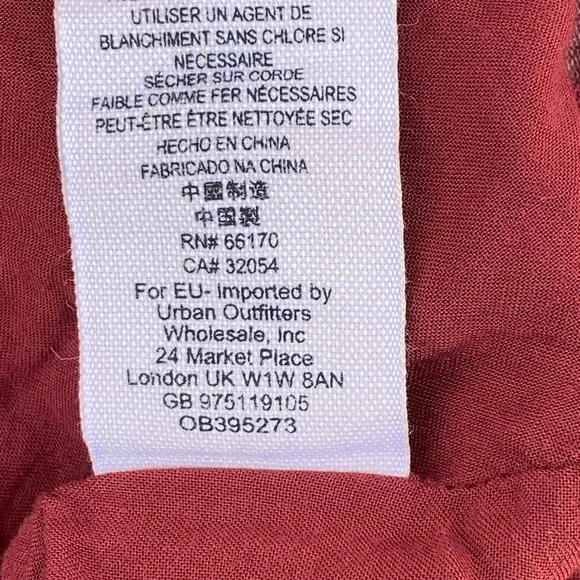 UTILISER UN AGENT DE
BLANCHIMENT SANS CHLORE SI
NECESSAIRE
SÉCHER SUR CORDE
FAIBLE COMME FER NÉCESSAIRES
PEUT-ÊTRE ÊTRE NETTOYÉE SEC
HECHO EN CHINA
FABRICADO NA CHINA
中國制造
中国製
RN# 66170
CA# 32054
For EU- Imported by
Urban Outfitters
Wholesale, Inc
24 Market Place
London UK W1W 8AN
GB 975119105
OB395273